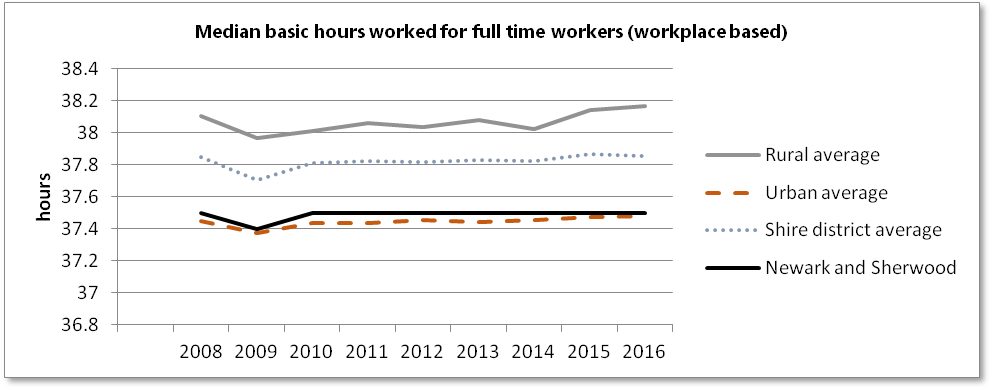 Median basic hours worked for full time workers (workplace based)
hours
38.4
38.2
38
37.8
37.6
37.4
37.2
37
36.8
2008 2009 2010 2011 2012 2013 2014 2015 2016
Rural average
Urban average
Shire district average
Newark and Sherwood